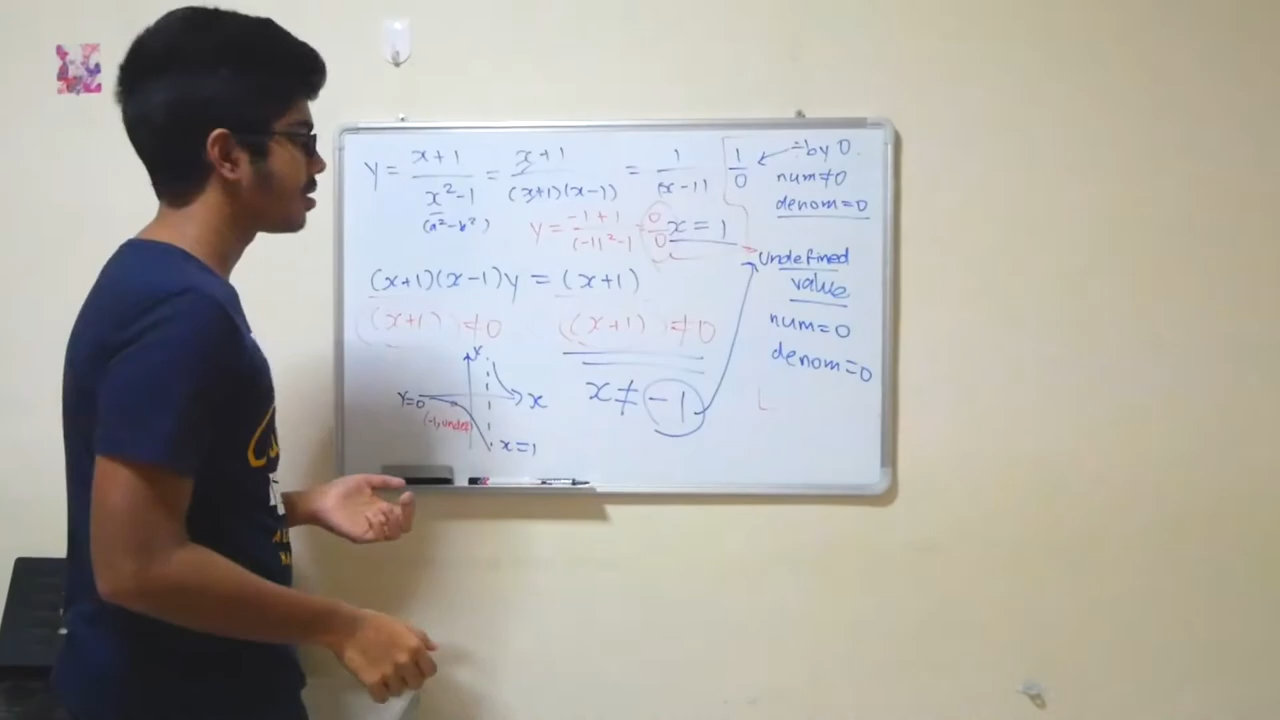 y = x+1 / x²-1 = x+1 / (x+1)(x-1) = 1 / (x-1)
(a²-b²)
1/0 ← ÷ by 0.
num≠0
denom=0
y = -1+1 / (-1)²-1 = 0/0
x = 1
Undefined
value
(x+1)(x-1)y = (x+1)
(x+1) ≠0
(x+1) ≠0
num=0
denom=0
x ≠ -1
x
y=0
(-1, undef)
x=1